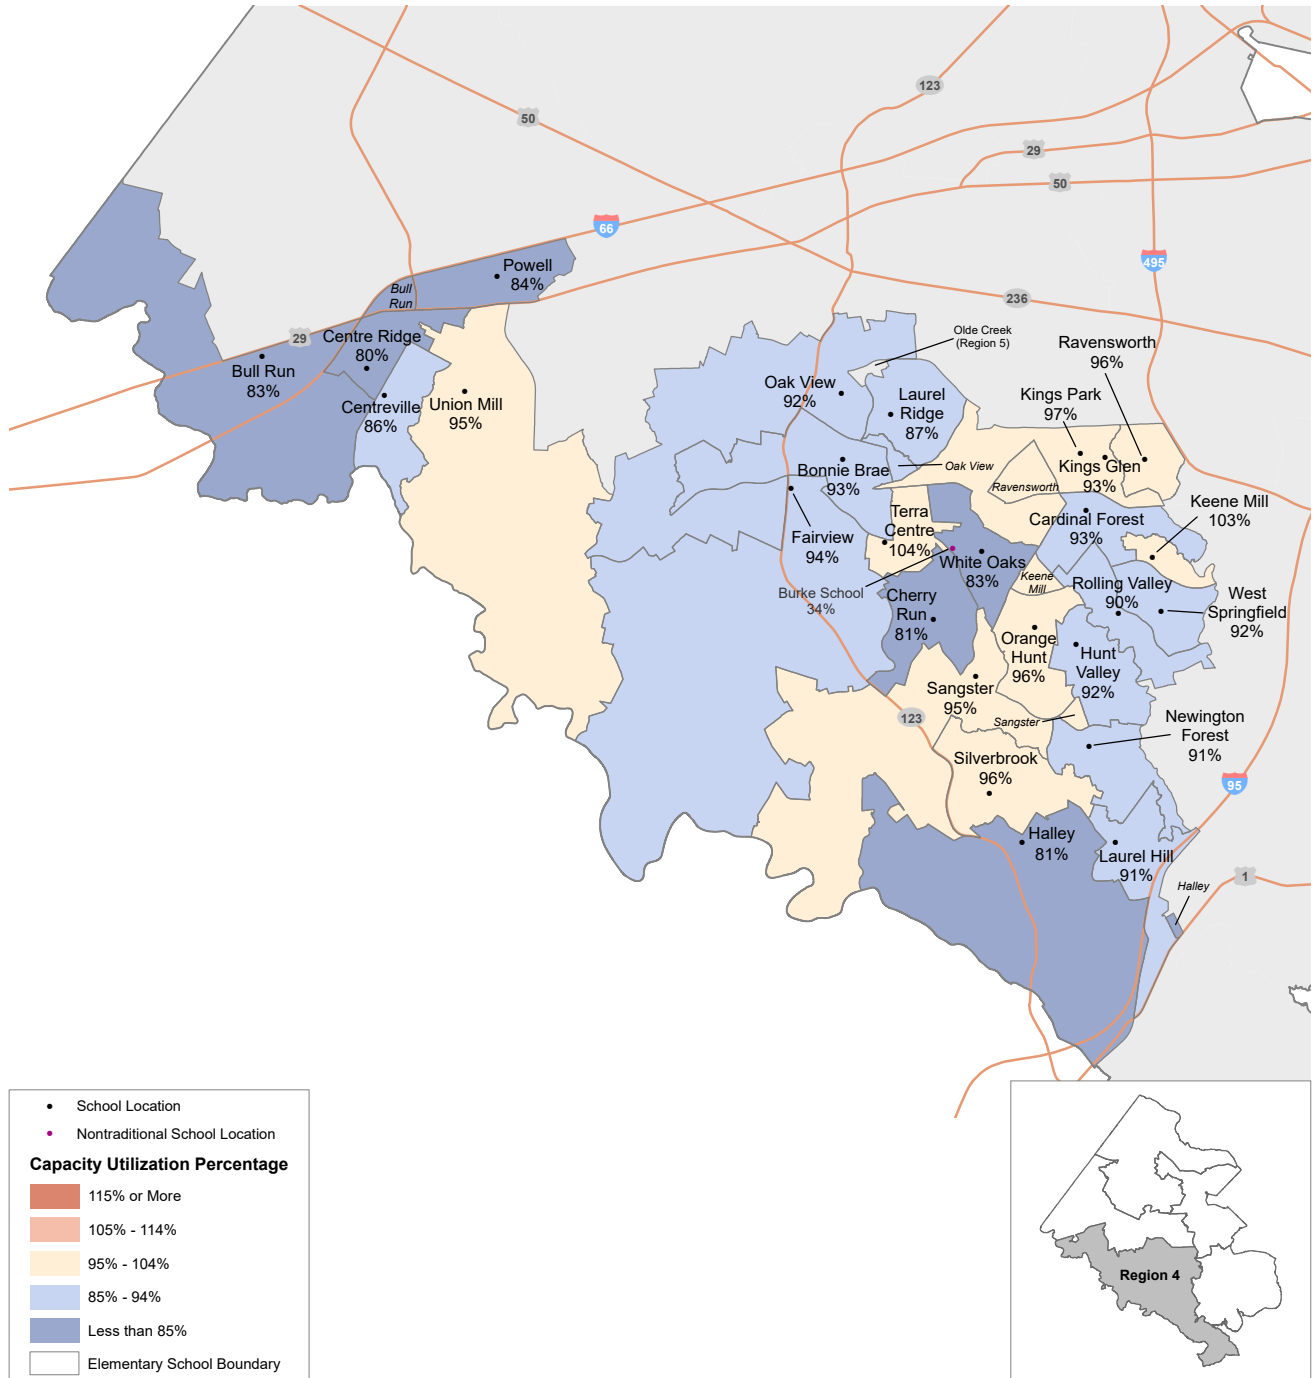 123
50
29
50
66
495
236
Powell
84%
Bull
Run
29
Centre Ridge
80%
Bull Run
83%
Centreville
86%
Union Mill
95%
Olde Creek
(Region 5)
Ravensworth
96%
Oak View
92%
Laurel
Ridge
87%
Kings Park
97%
Bonnie Brae
93%
Oak View
Kings Glen
93%
Ravensworth
Keene Mill
103%
Terra
Centre
104%
Cardinal Forest
93%
Fairview
94%
White Oaks
83%
Keene
Mill
Rolling Valley
90%
West
Springfield
92%
Burke School
34%
Cherry
Run
81%
Orange
Hunt
96%
Hunt
Valley
92%
Sangster
95%
Sangster
123
Newington
Forest
91%
Silverbrook
96%
95
Halley
81%
Laurel Hill
91%
Halley
1
School Location
Nontraditional School Location
Capacity Utilization Percentage
115% or More
105% - 114%
95% - 104%
85% - 94%
Less than 85%
Elementary School Boundary
Region 4